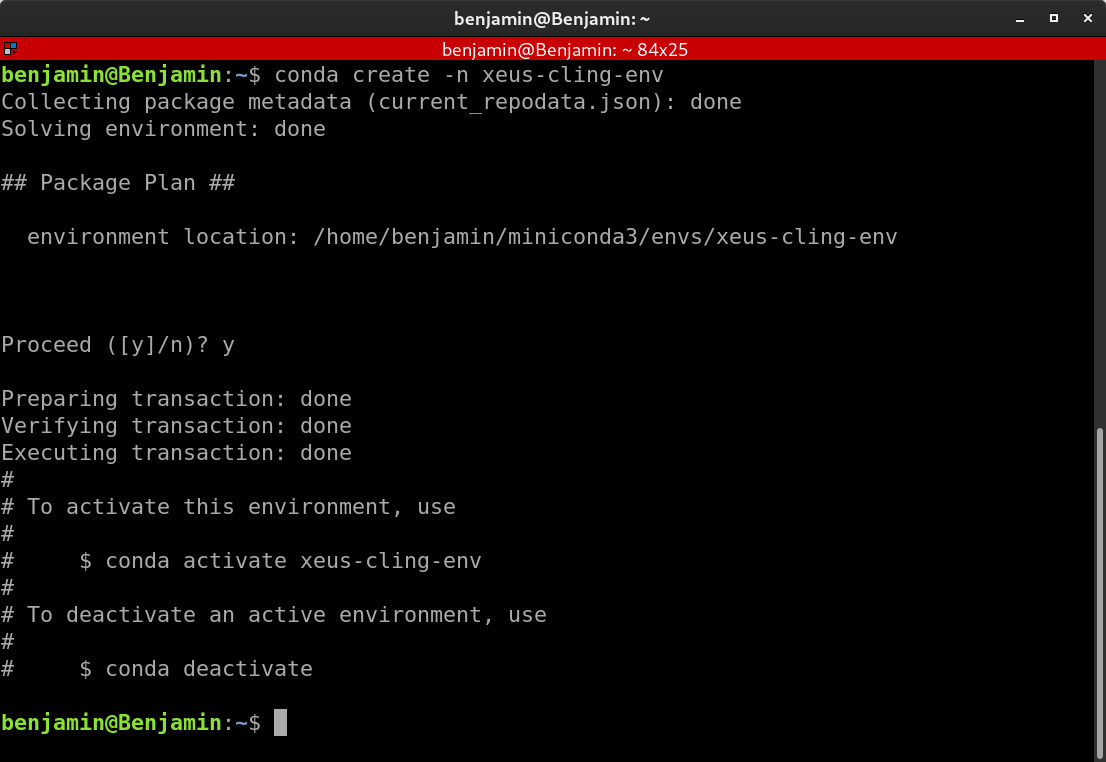 benjamin@Benjamin: ~
benjamin@Benjamin: ~ 84x25
benjamin@Benjamin:~$ conda create -n xeus-cling-env
Collecting package metadata (current_repodata.json): done
Solving environment: done
## Package Plan ##
environment location: /home/benjamin/miniconda3/envs/xeus-cling-env
Proceed ([y]/n)? y
Preparing transaction: done
Verifying transaction: done
Executing transaction: done
#
# To activate this environment, use
#
#     $ conda activate xeus-cling-env
#
# To deactivate an active environment, use
#
#     $ conda deactivate
benjamin@Benjamin:~$